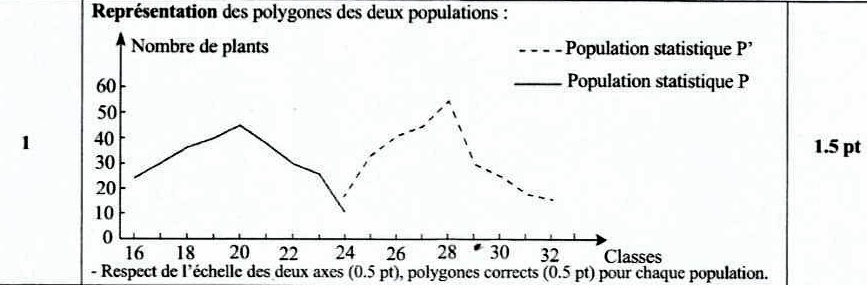 Représentation des polygones des deux populations :
Nombre de plants
Population statistique P'
Population statistique P
60
50
40
30
20
10
0
16 18 20 22 24 26 28 30 32
Classes
- Respect de l'échelle des deux axes (0.5 pt), polygones corrects (0.5 pt) pour chaque population.
1
1.5 pt